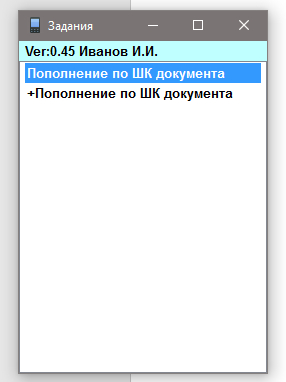 Задания
Ver:0.45 Иванов И.И.
Пополнение по ШК документа
+Пополнение по ШК документа